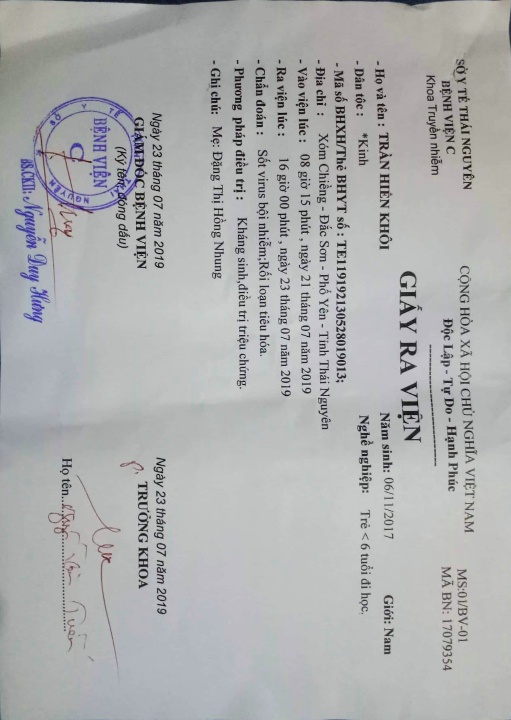 SỞ Y TẾ THÁI NGUYÊN
BỆNH VIỆN C
Khoa Truyền nhiễm
CỘNG HÒA XÃ HỘI CHỦ NGHĨA VIỆT NAM
Độc Lập - Tự Do - Hạnh Phúc
MS:01/BV-01
MÃ BN: 17079354
GIẤY RA VIỆN
- Họ và tên : TRẦN HIỀN KHÔI Năm sinh: 06/11/2017 Giới: Nam
- Dân tộc : *Kinh Nghề nghiệp: Trẻ < 6 tuổi đi học.
- Mã số BHXH/Thẻ BHYT số : TE119192130528019013;
- Địa chỉ : Xóm Chiềng - Đắc Sơn - Phổ Yên - Tỉnh Thái Nguyên
- Vào viện lúc : 08 giờ 15 phút , ngày 21 tháng 07 năm 2019
- Ra viện lúc : 16 giờ 00 phút , ngày 23 tháng 07 năm 2019
- Chẩn đoán : Sốt virus bội nhiễm;Rối loạn tiêu hóa.
- Phương pháp điều trị : Kháng sinh,điều trị triệu chứng.
- Ghi chú: Mẹ: Đặng Thị Hồng Nhung
Ngày 23 tháng 07 năm 2019
GIÁM ĐỐC BỆNH VIỆN
(Ký tên, đóng dấu)
SỞ Y TẾ TỈNH THÁI NGUYÊN
BỆNH VIỆN
C
BS.CKII: Nguyễn Duy Hưng
Ngày 23 tháng 07 năm 2019
P. TRƯỞNG KHOA
Họ tên Nguyễn Văn Tuấn